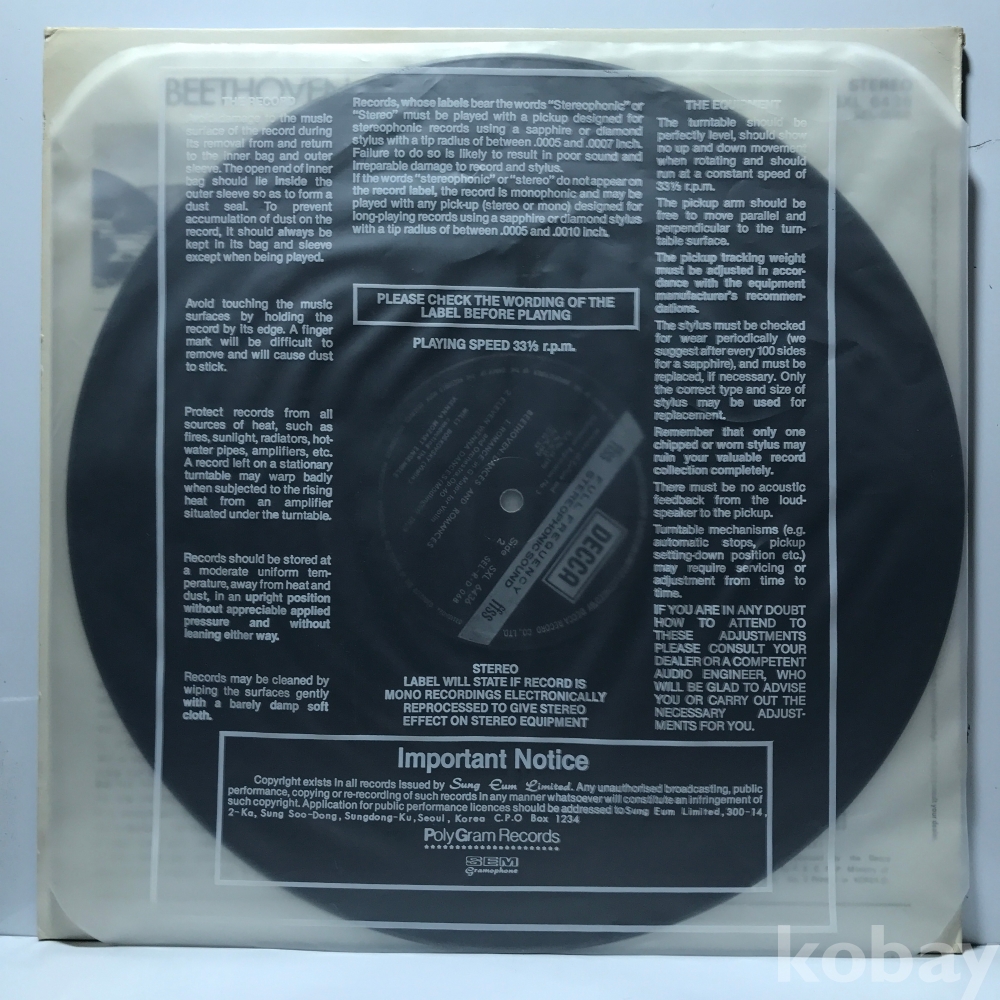 BEETHOVEN
STEREO
THE RECORD
the music
surface of the record during
its removal from and return
to the inner bag and outer
sleeve. The open end of inner
bag should lie inside the
outer sleeve so as to form a
dust seal. To prevent
accumulation of dust on the
record, it should always be
kept in its bag and sleeve
except when being played.
Avoid touching the music
surfaces by holding the
record by its edge. A finger
mark will be difficult to
remove and will cause dust
to stick.
Protect records from all
sources of heat, such as
fires, sunlight, radiators, hot-
water pipes, amplifiers, etc.
A record left on a stationary
turntable may warp badly
when subjected to the rising
heat from an amplifier
situated under the turntable.
Records should be stored at
a moderate uniform tem-
perature, away from heat and
dust, in an upright position
without appreciable applied
pressure and without
leaning either way.
Records may be cleaned by
wiping the surfaces gently
with a barely damp soft
cloth.
Records, whose labels bear the words "Stereophonic" or
"Stereo" must be played with a pickup designed for
stereophonic records using a sapphire or diamond
stylus with a tip radius of between .0005 and .0007 inch.
Failure to do so is likely to result in poor sound and
irreparable damage to record and stylus.
If the words "stereophonic" or "stereo" do not appear on
the record label, the record is monophonic and may be
played with any pick-up (stereo or mono) designed for
long-playing records using a sapphire or diamond stylus
with a tip radius of between .0005 and .0010 inch.
PLEASE CHECK THE WORDING OF THE
LABEL BEFORE PLAYING
PLAYING SPEED 33⅓ r.p.m.
DECCA
FULL FREQUENCY
STEREOPHONIC SOUND
ffss
Side 2
SXL 6436
STEREO
LABEL WILL STATE IF RECORD IS
MONO RECORDINGS ELECTRONICALLY
REPROCESSED TO GIVE STEREO
EFFECT ON STEREO EQUIPMENT
THE EQUIPMENT
The turntable should be
perfectly level, should show
no up and down movement
when rotating and should
run at a constant speed of
33⅓ r.p.m.
The pickup arm should be
free to move parallel and
perpendicular to the turn-
table surface.
The pickup tracking weight
must be adjusted in accor-
dance with the equipment
manufacturer's recommen-
dations.
The stylus must be checked
for wear periodically (we
suggest after every 100 sides
for a sapphire), and must be
replaced, if necessary. Only
the correct type and size of
stylus may be used for
replacement.
Remember that only one
chipped or worn stylus may
ruin your valuable record
collection completely.
There must be no acoustic
feedback from the loud-
speaker to the pickup.
Turntable mechanisms (e.g.
automatic stops, pickup
setting-down position etc.)
may require servicing or
adjustment from time to
time.
IF YOU ARE IN ANY DOUBT
HOW TO ATTEND TO
THESE ADJUSTMENTS
PLEASE CONSULT YOUR
DEALER OR A COMPETENT
AUDIO ENGINEER, WHO
WILL BE GLAD TO ADVISE
YOU OR CARRY OUT THE
NECESSARY ADJUST-
MENTS FOR YOU.
Important Notice
Copyright exists in all records issued by Sung Eum Limited. Any unauthorised broadcasting, public
performance, copying or re-recording of such records in any manner whatsoever will constitute an infringement of
such copyright. Application for public performance licences should be addressed to Sung Eum Limited, 300-14,
2-Ka, Sung Soo-Dong, Sungdong-Ku, Seoul, Korea C.P.O Box 1234
PolyGram Records
SEM
Gramophone
kobay